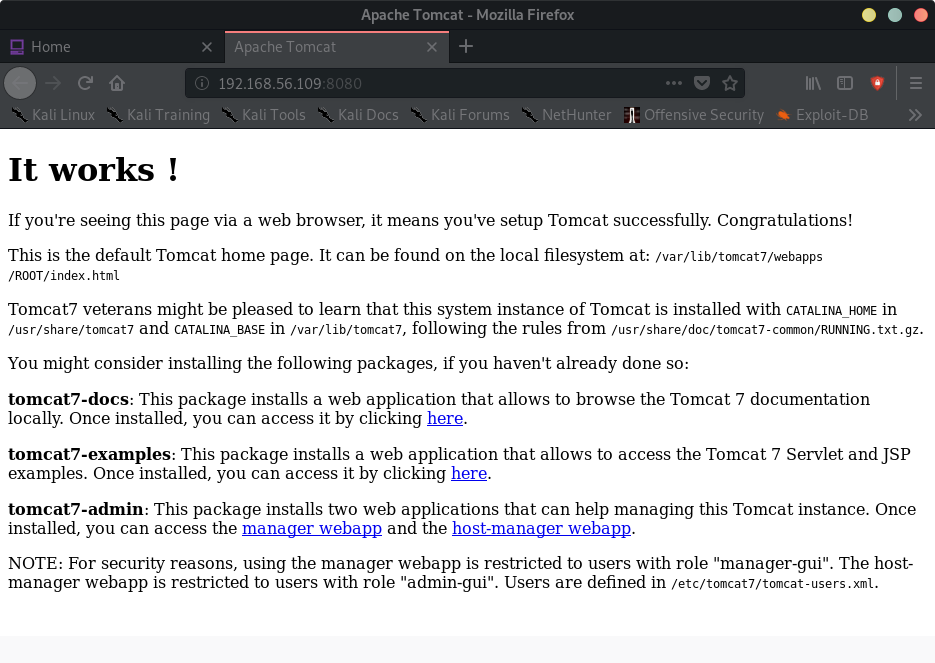 Apache Tomcat - Mozilla Firefox
Home
Apache Tomcat
192.168.56.109:8080
Kali Linux Kali Training Kali Tools Kali Docs Kali Forums NetHunter Offensive Security Exploit-DB
It works !
If you're seeing this page via a web browser, it means you've setup Tomcat successfully. Congratulations!
This is the default Tomcat home page. It can be found on the local filesystem at: /var/lib/tomcat7/webapps
/ROOT/index.html
Tomcat7 veterans might be pleased to learn that this system instance of Tomcat is installed with CATALINA_HOME in
/usr/share/tomcat7 and CATALINA_BASE in /var/lib/tomcat7, following the rules from /usr/share/doc/tomcat7-common/RUNNING.txt.gz.
You might consider installing the following packages, if you haven't already done so:
tomcat7-docs: This package installs a web application that allows to browse the Tomcat 7 documentation
locally. Once installed, you can access it by clicking here.
tomcat7-examples: This package installs a web application that allows to access the Tomcat 7 Servlet and JSP
examples. Once installed, you can access it by clicking here.
tomcat7-admin: This package installs two web applications that can help managing this Tomcat instance. Once
installed, you can access the manager webapp and the host-manager webapp.
NOTE: For security reasons, using the manager webapp is restricted to users with role "manager-gui". The host-
manager webapp is restricted to users with role "admin-gui". Users are defined in /etc/tomcat7/tomcat-users.xml.